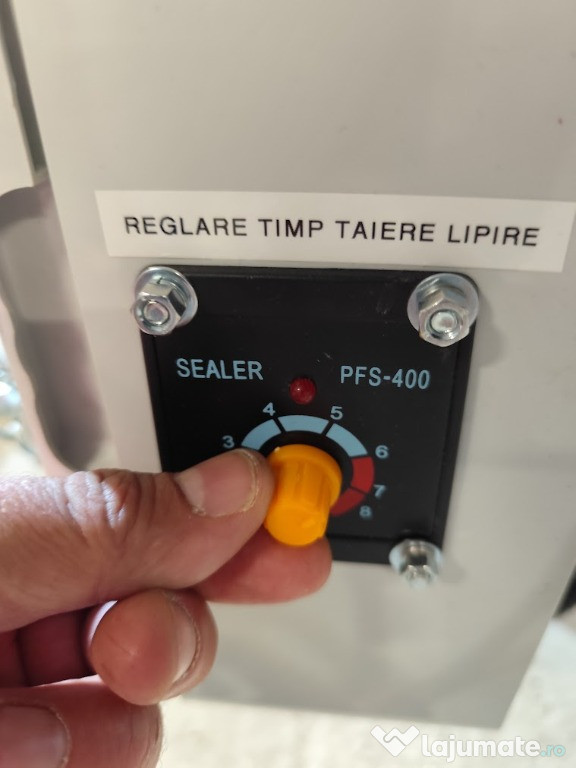 REGLARE TIMP TAIERE LIPIRE
SEALER PFS-400
3 4 5 6 7 8
lajumate.ro